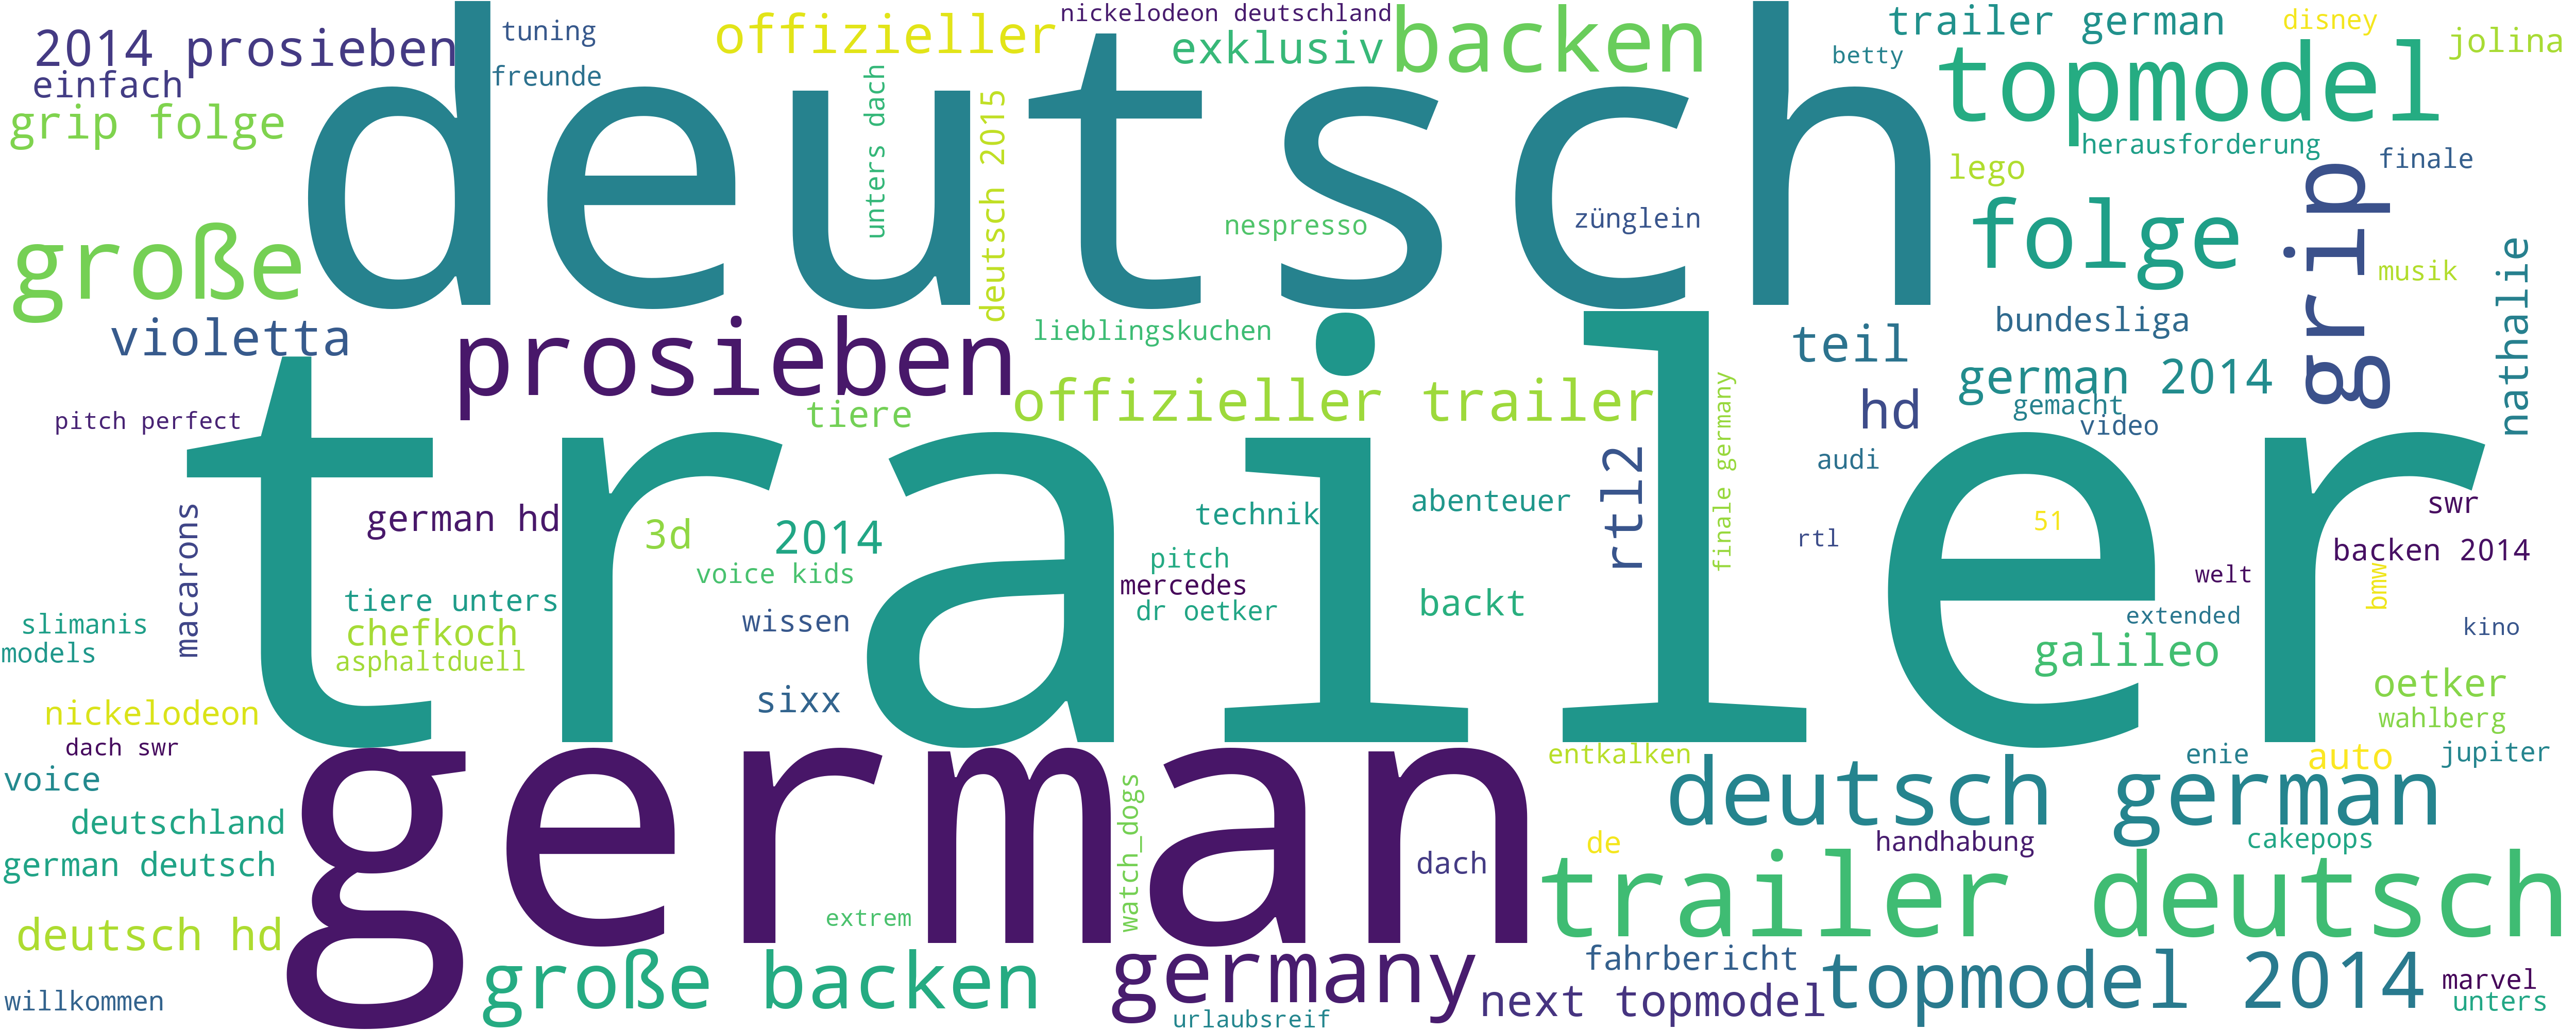 nickelodeon deutschland
tuning
offizieller
2014 prosieben
exklusiv
backen
trailer german
disney
jolina
betty
topmodel
einfach
freunde
unters dach
deutsch 2015
grip folge
deutsch
herausforderung
lego
finale
grip
nespresso
zünglein
folge
große
musik
nathalie
violetta
prosieben
lieblingskuchen
teil
bundesliga
german 2014
offizieller trailer
tiere
pitch perfect
hd
gemacht
video
finale germany
rtl2
audi
trailer
macarons
german hd
3d
2014
technik
abenteuer
51
swr
rtl
backen 2014
voice kids
pitch
mercedes
welt
bmw
tiere unters
dr oetker
backt
extended
slimanis
chefkoch
wissen
kino
models
asphaltduell
galileo
sixx
oetker
nickelodeon
wahlberg
dach swr
entkalken
enie
auto
jupiter
voice
german
deutsch german
watch_dogs
deutschland
handhabung
cakepops
de
german deutsch
dach
trailer deutsch
deutsch hd
extrem
große backen
germany
fahrbericht
topmodel 2014
marvel
willkommen
next topmodel
unters
urlaubsreif